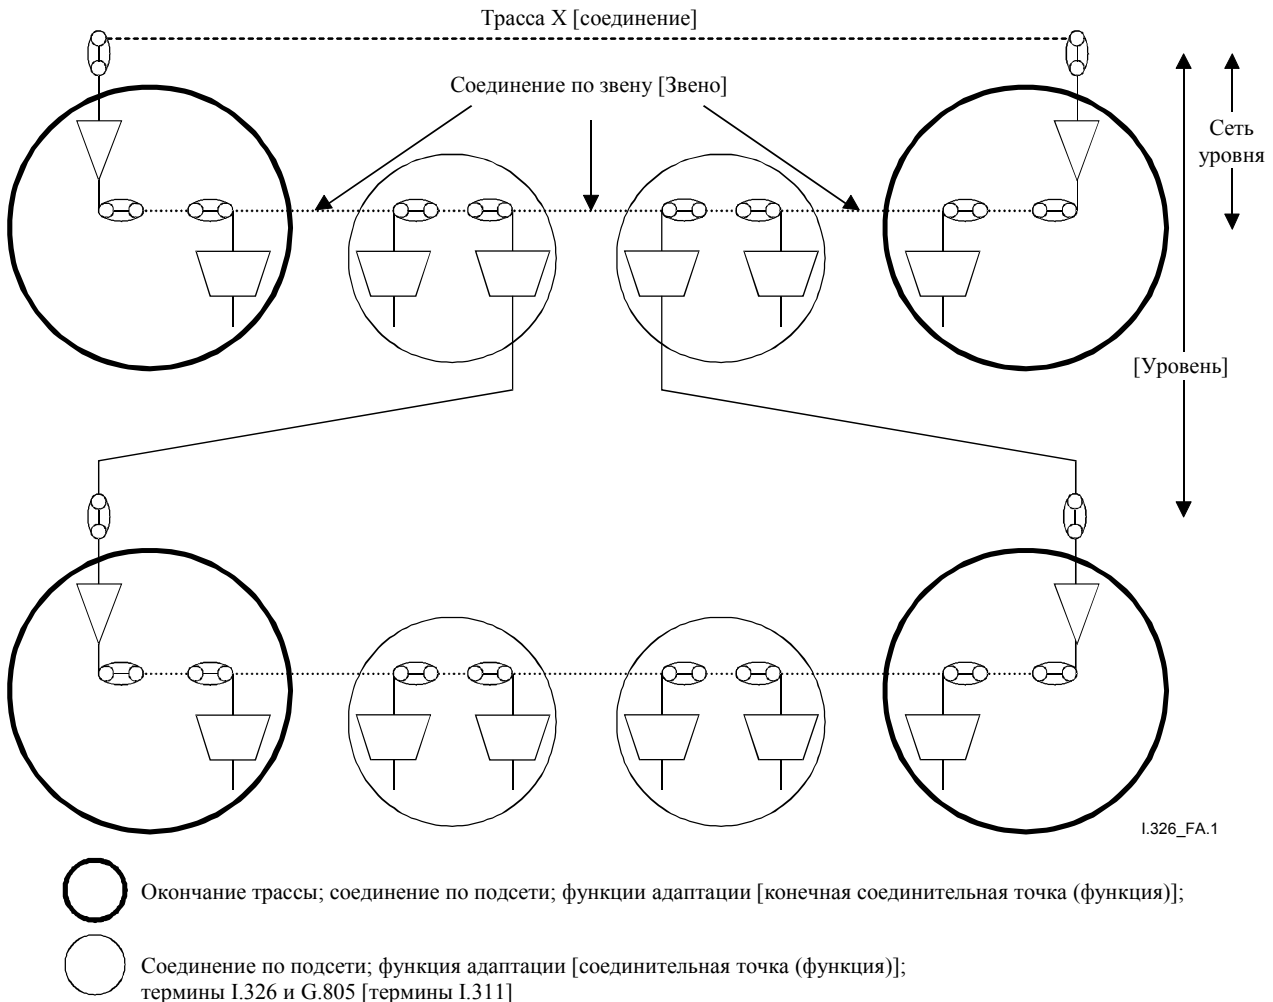 Трасса X [соединение]
Соединение по звену [Звено]
Сеть
уровня
[Уровень]
I.326_FA.1
Окончание трассы; соединение по подсети; функции адаптации [конечная соединительная точка (функция)];
Соединение по подсети; функция адаптации [соединительная точка (функция)];
термины I.326 и G.805 [термины I.311]